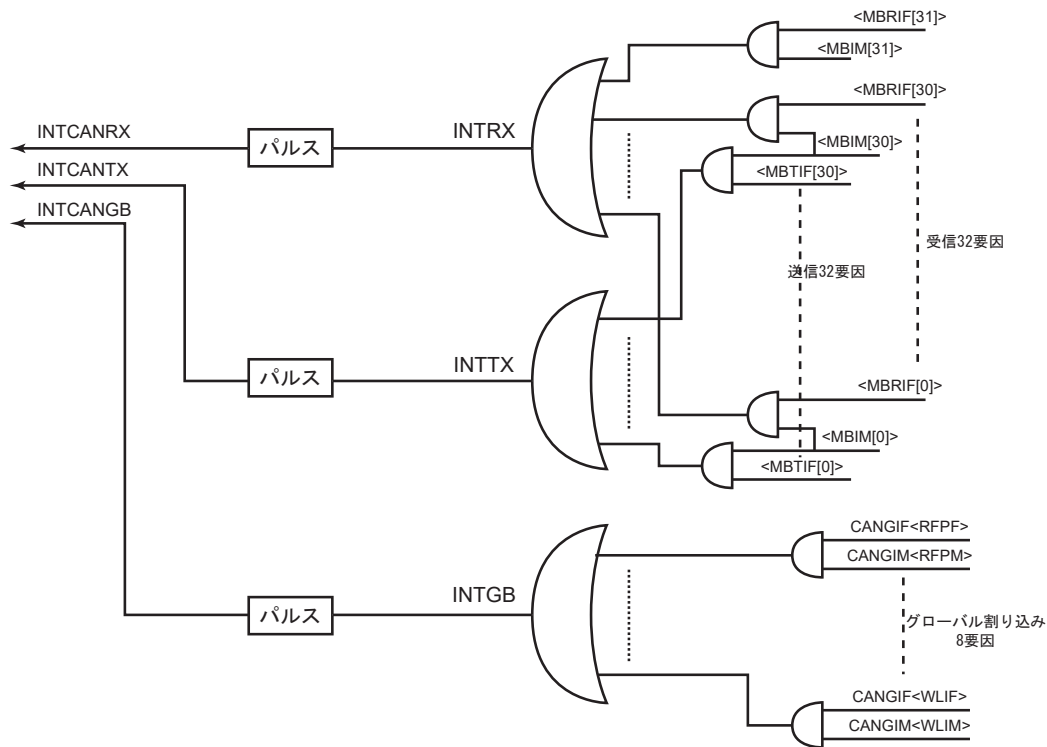 <MBRIF[31]>
<MBIM[31]>
<MBRIF[30]>
INTCANRX
パルス
INTRX
<MBIM[30]>
<MBTIF[30]>
INTCANTX
INTCANGB
受信32要因
送信32要因
パルス
INTTX
<MBRIF[0]>
<MBIM[0]>
<MBTIF[0]>
CANGIF<RFPF>
CANGIM<RFPM>
パルス
INTGB
グローバル割り込み
8要因
CANGIF<WLIF>
CANGIM<WLIM>